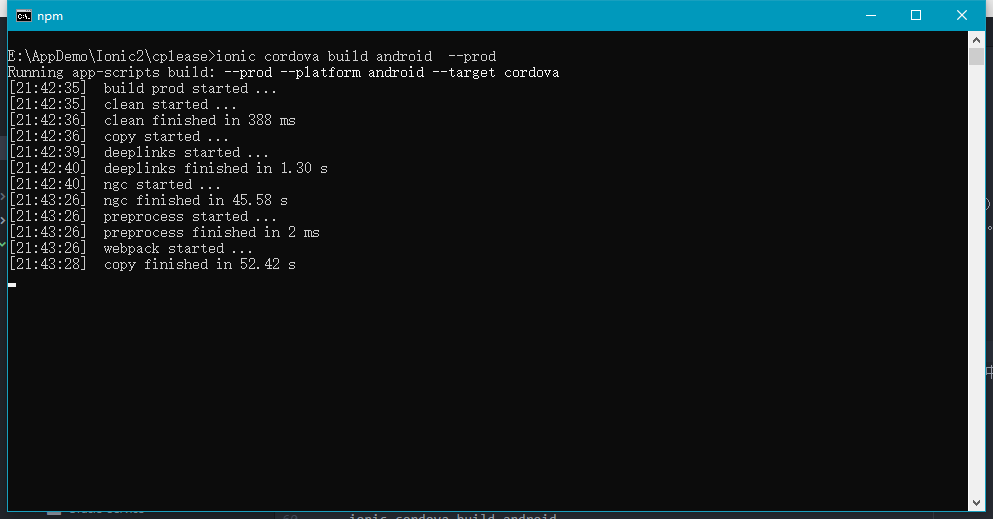 npm
E:\AppDemo\Ionic2\cplease>ionic cordova build android  --prod
Running app-scripts build: --prod --platform android --target cordova
[21:42:35]  build prod started ...
[21:42:35]  clean started ...
[21:42:36]  clean finished in 388 ms
[21:42:36]  copy started ...
[21:42:39]  deeplinks started ...
[21:42:40]  deeplinks finished in 1.30 s
[21:42:40]  ngc started ...
[21:43:26]  ngc finished in 45.58 s
[21:43:26]  preprocess started ...
[21:43:26]  preprocess finished in 2 ms
[21:43:26]  webpack started ...
[21:43:28]  copy finished in 52.42 s
ionic cordova build android